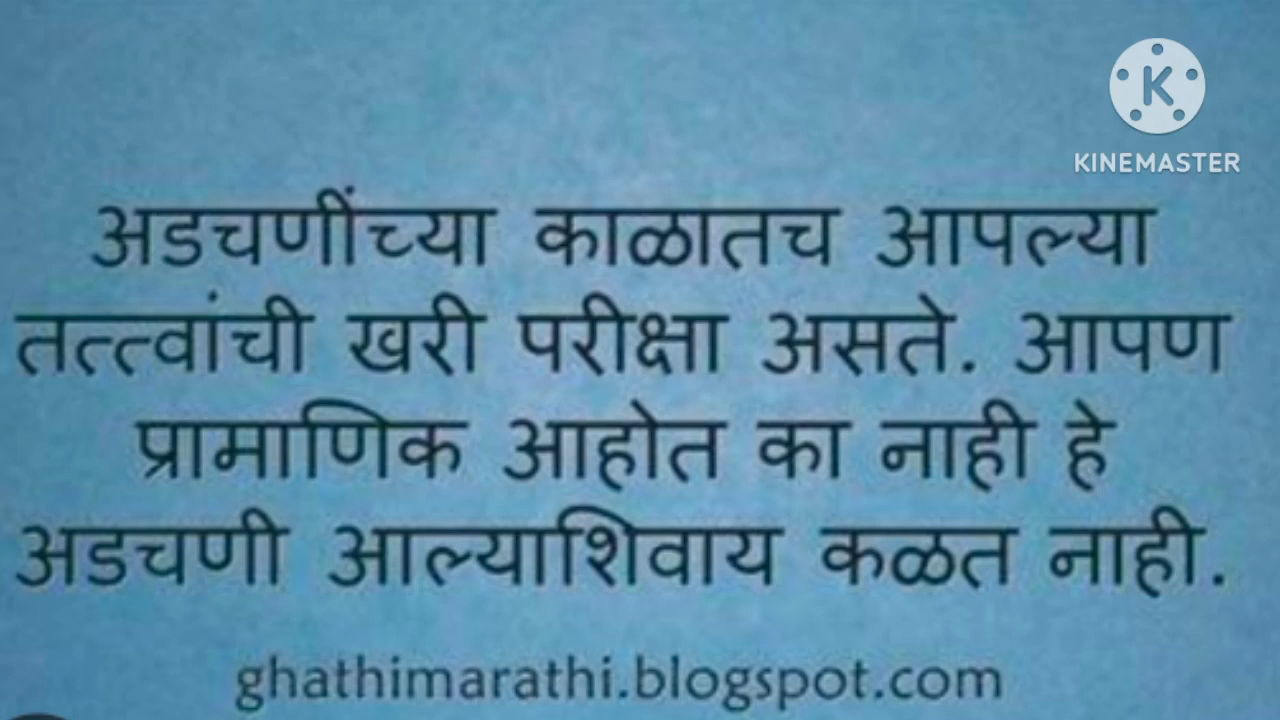 KINEMASTER
अडचणींच्या काळातच आपल्या
तत्त्वांची खरी परीक्षा असते. आपण
प्रामाणिक आहोत का नाही हे
अडचणी आल्याशिवाय कळत नाही.
ghathimarathi.blogspot.com